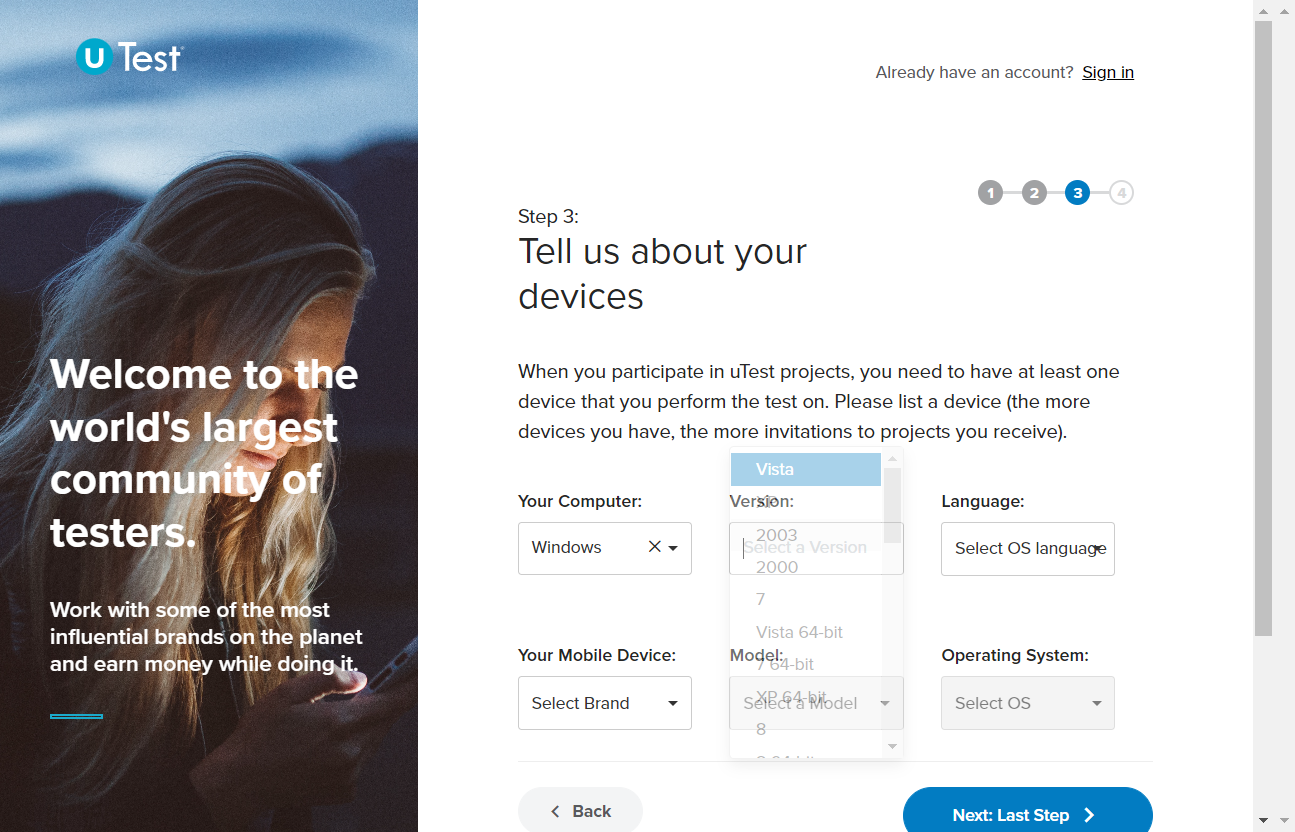 U Test
Already have an account? Sign in
1 2 3 4
Step 3:
Tell us about your
devices
Welcome to the
world's largest
community of
testers.
Work with some of the most
influential brands on the planet
and earn money while doing it.
When you participate in uTest projects, you need to have at least one
device that you perform the test on. Please list a device (the more
devices you have, the more invitations to projects you receive).
Your Computer:
Windows
Version:
Select a Version
Vista
XP
2003
2000
7
Vista 64-bit
7 64-bit
XP 64-bit
8
Language:
Select OS language
Your Mobile Device:
Select Brand
Model:
Select a Model
Operating System:
Select OS
Back
Next: Last Step